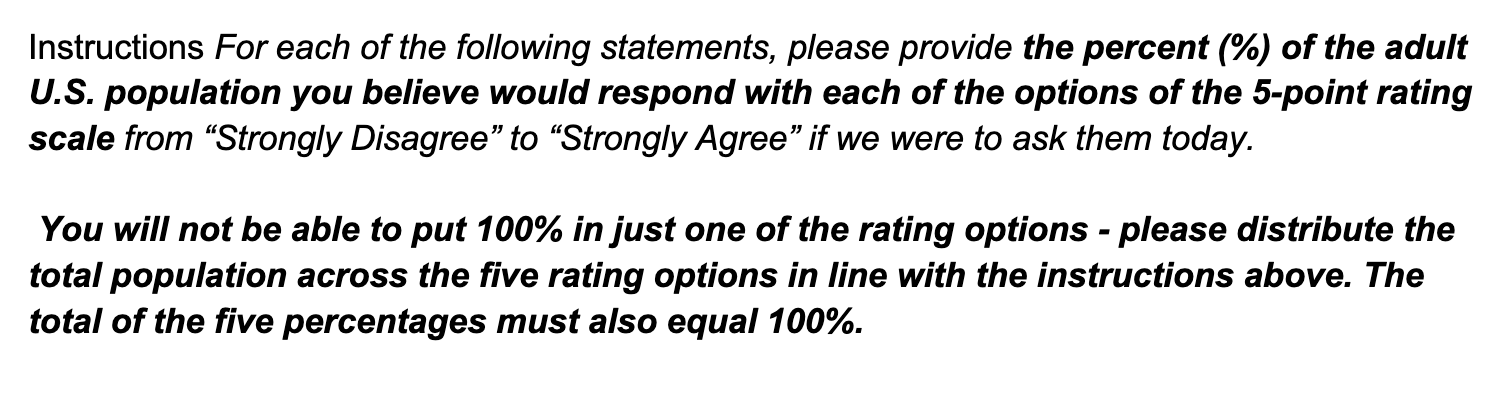 Instructions For each of the following statements, please provide the percent (%) of the adult
U.S. population you believe would respond with each of the options of the 5-point rating
scale from “Strongly Disagree” to “Strongly Agree” if we were to ask them today.
You will not be able to put 100% in just one of the rating options - please distribute the
total population across the five rating options in line with the instructions above. The
total of the five percentages must also equal 100%.